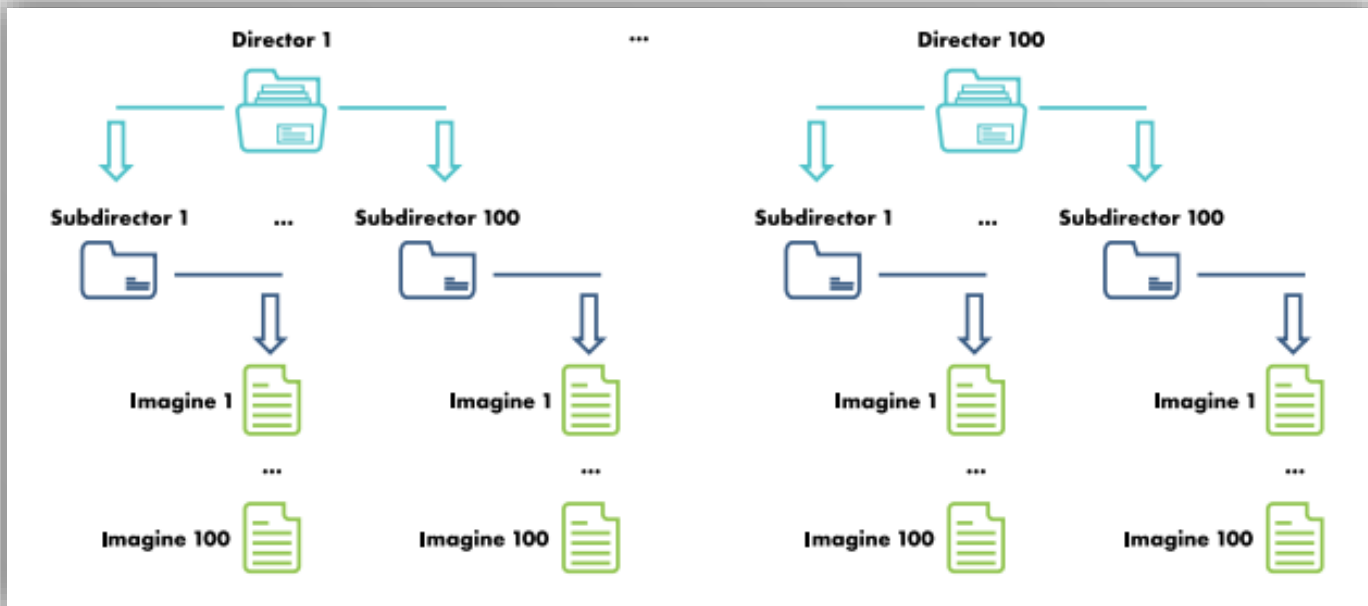 Director 1 ... Director 100
Subdirector 1 ... Subdirector 100 Subdirector 1 ... Subdirector 100
Imagine 1 Imagine 1 Imagine 1 Imagine 1
... ... ... ...
Imagine 100 Imagine 100 Imagine 100 Imagine 100